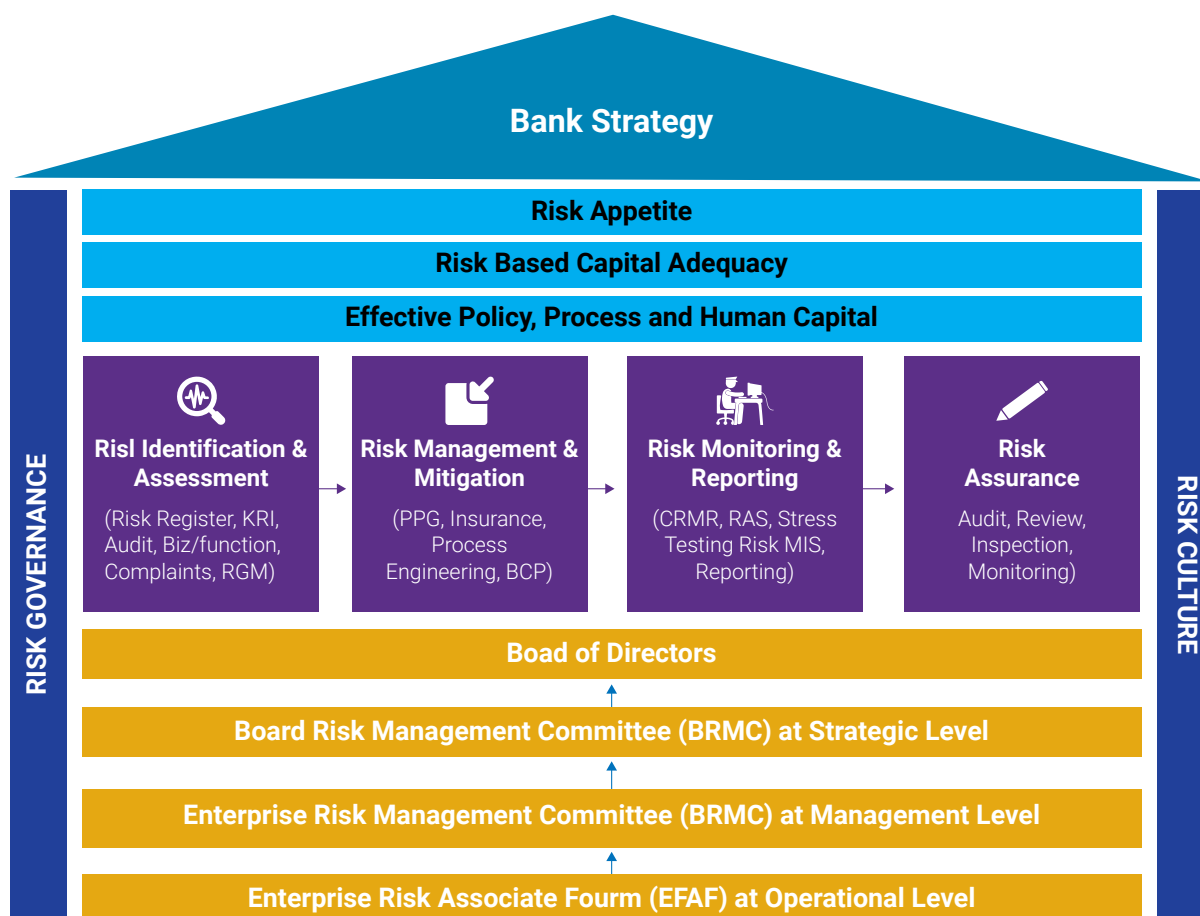 Bank Strategy
RISK GOVERNANCE
Risk Appetite
Risk Based Capital Adequacy
Effective Policy, Process and Human Capital
Risl Identification &
Assessment
(Risk Register, KRI,
Audit, Biz/function,
Complaints, RGM)
Risk Management &
Mitigation
(PPG, Insurance,
Process
Engineering, BCP)
Risk Monitoring &
Reporting
(CRMR, RAS, Stress
Testing Risk MIS,
Reporting)
Risk
Assurance
Audit, Review,
Inspection,
Monitoring)
Boad of Directors
Board Risk Management Committee (BRMC) at Strategic Level
Enterprise Risk Management Committee (BRMC) at Management Level
Enterprise Risk Associate Fourm (EFAF) at Operational Level
RISK CULTURE